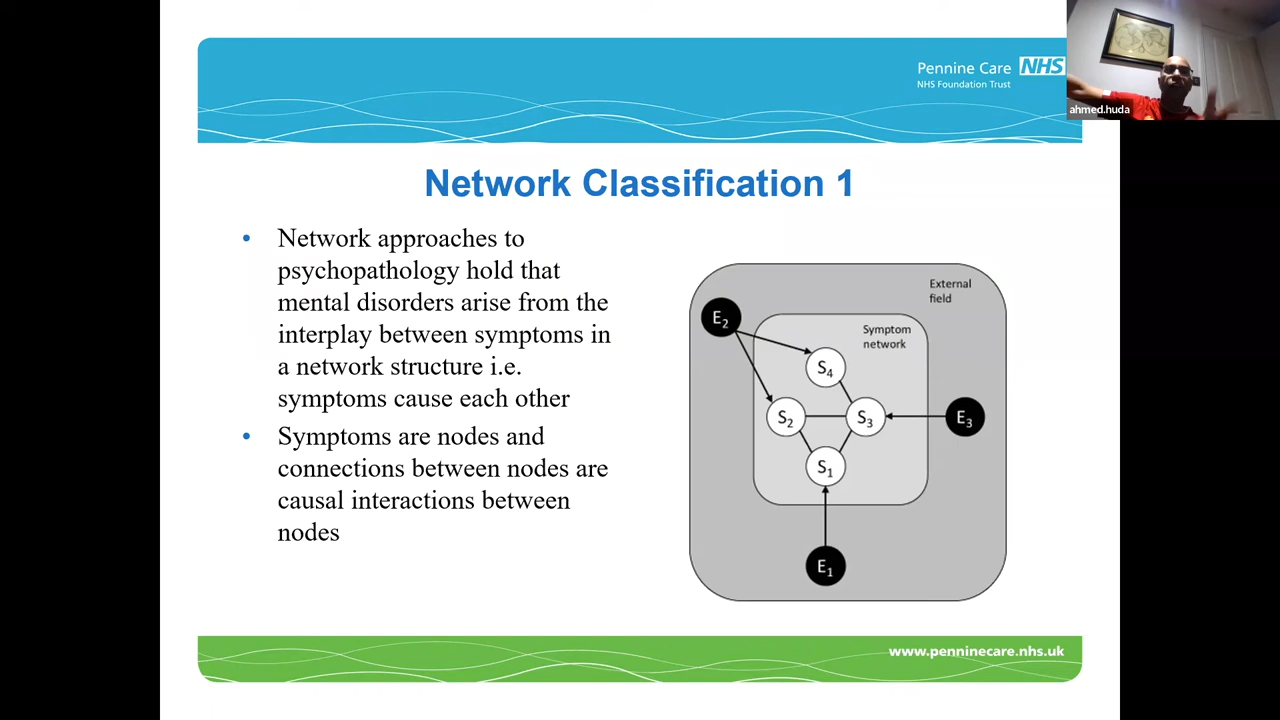 Pennine Care NHS
NHS Foundation Trust
ahmed.huda
Network Classification 1
• Network approaches to
psychopathology hold that
mental disorders arise from the
interplay between symptoms in
a network structure i.e.
symptoms cause each other
• Symptoms are nodes and
connections between nodes are
causal interactions between
nodes
External
field
E2
Symptom
network
S4
S2
S3
E3
S1
E1
www.penninecare.nhs.uk